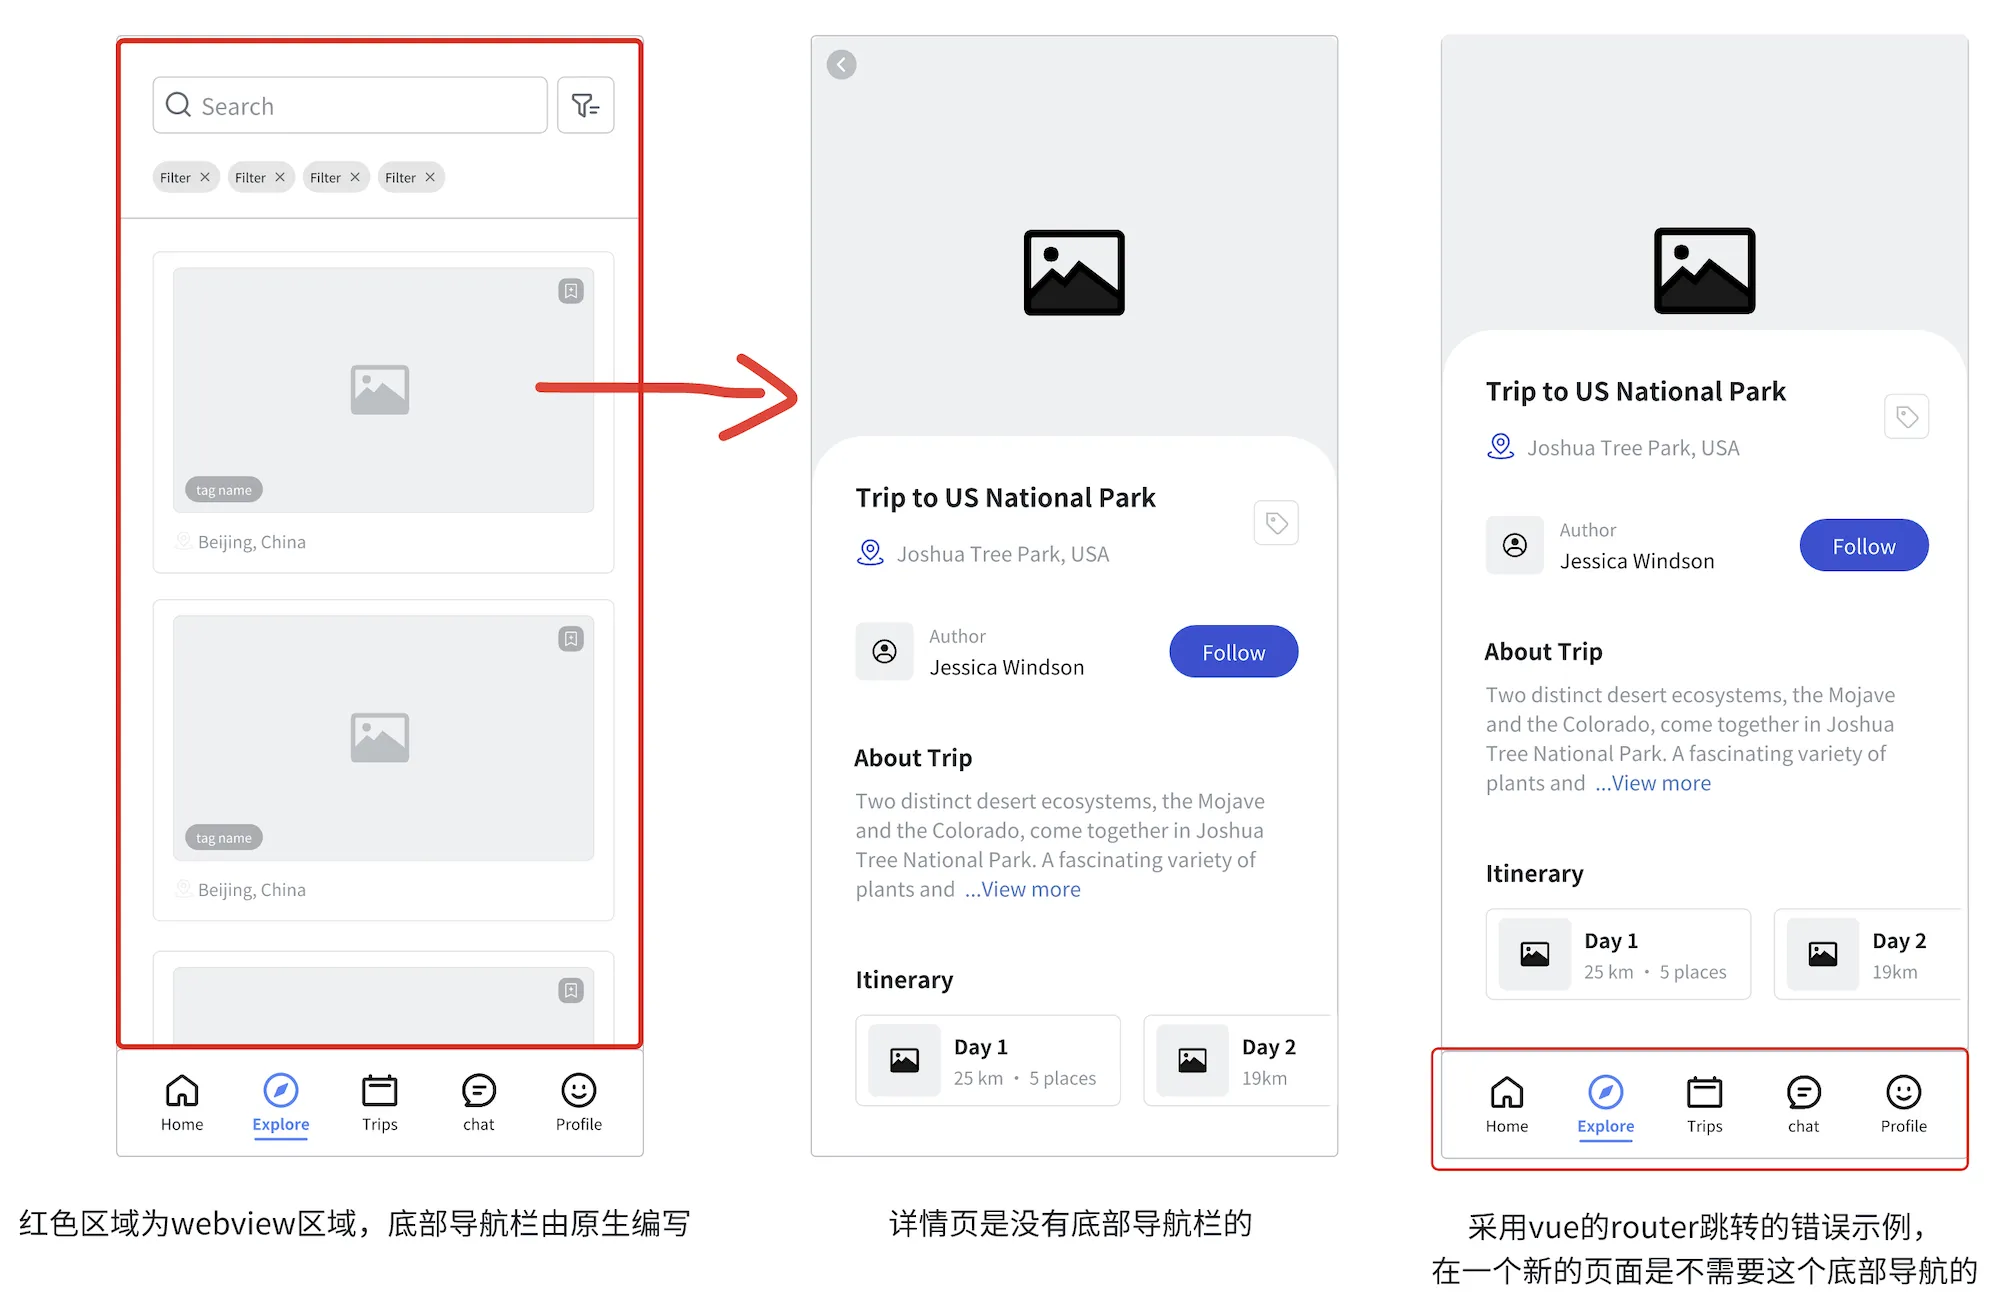 Search
Filter
Filter
Filter
Filter
tag name
Beijing, China
tag name
Beijing, China
Home
Explore
Trips
chat
Profile
红色区域为webview区域，底部导航栏由原生编写
Trip to US National Park
Joshua Tree Park, USA
Author
Jessica Windson
Follow
About Trip
Two distinct desert ecosystems, the Mojave
and the Colorado, come together in Joshua
Tree National Park. A fascinating variety of
plants and ...View more
Itinerary
Day 1
25 km • 5 places
Day 2
19km
详情页是没有底部导航栏的
Trip to US National Park
Joshua Tree Park, USA
Author
Jessica Windson
Follow
About Trip
Two distinct desert ecosystems, the Mojave
and the Colorado, come together in Joshua
Tree National Park. A fascinating variety of
plants and ...View more
Itinerary
Day 1
25 km • 5 places
Day 2
19km
Home
Explore
Trips
chat
Profile
采用vue的router跳转的错误示例，
在一个新的页面是不需要这个底部导航的